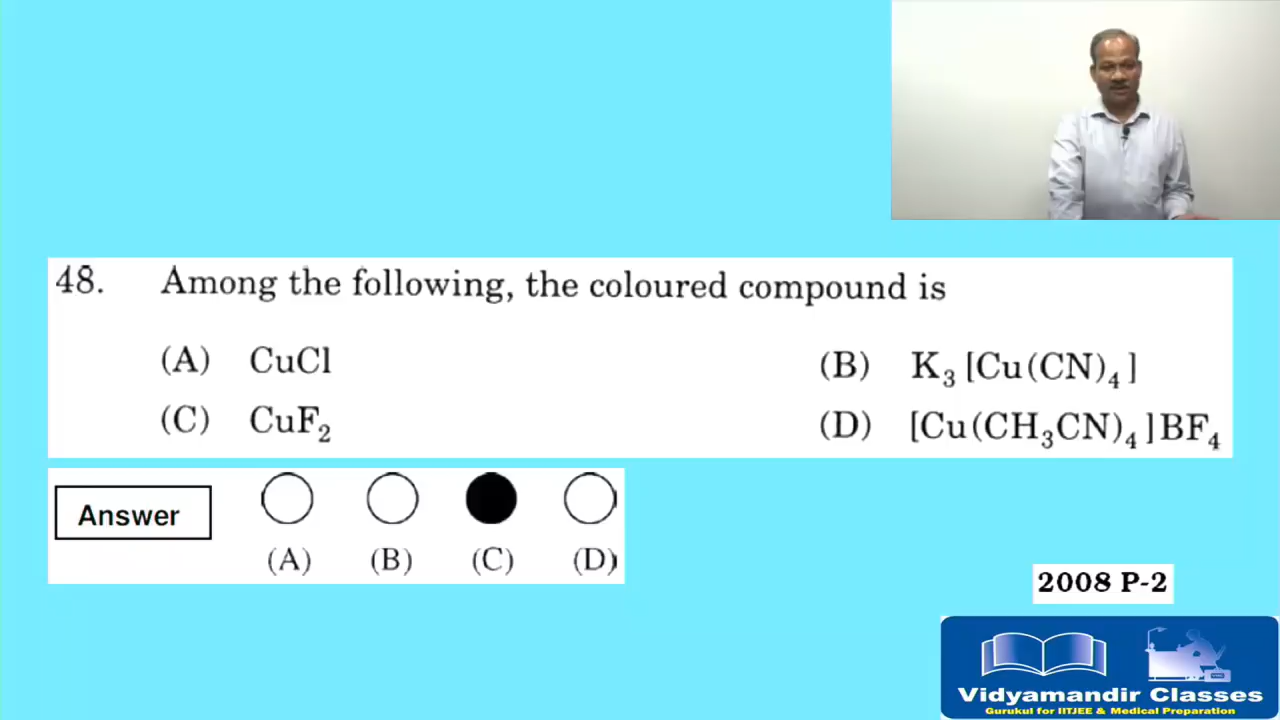 48. Among the following, the coloured compound is
(A) CuCl (B) K₃[Cu(CN)₄]
(C) CuF₂ (D) [Cu(CH₃CN)₄]BF₄
Answer
(A) (B) (C) (D)
2008 P-2
Vidyamandir Classes
Gurukul for IITJEE & Medical Preparation